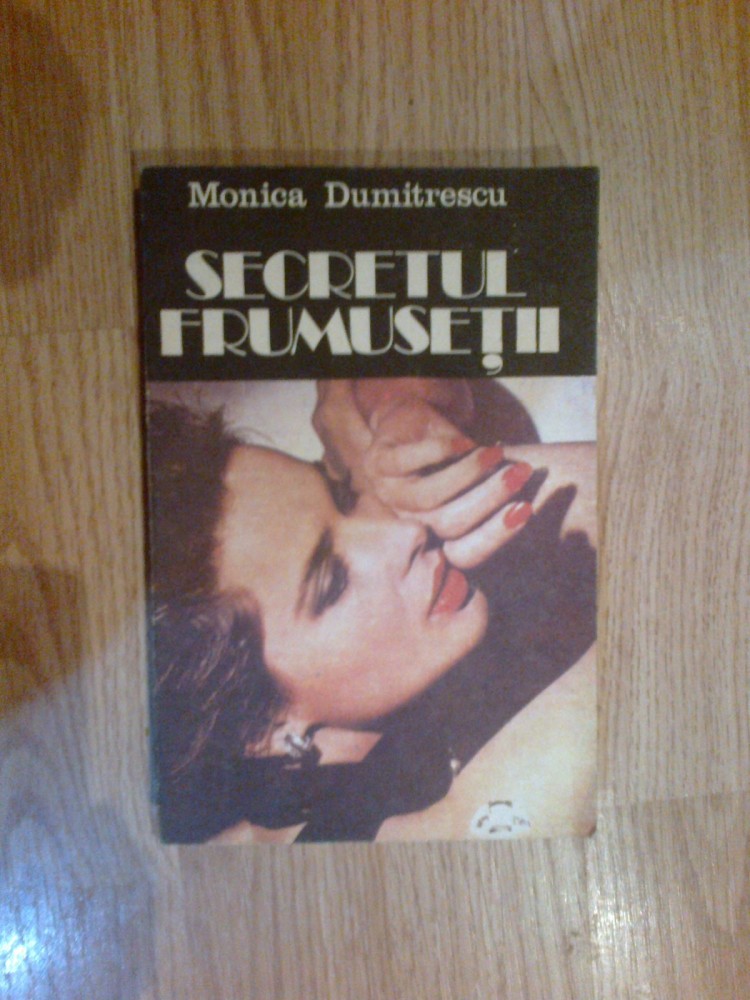 Monica Dumitrescu
SECRETUL
FRUMUSEȚII